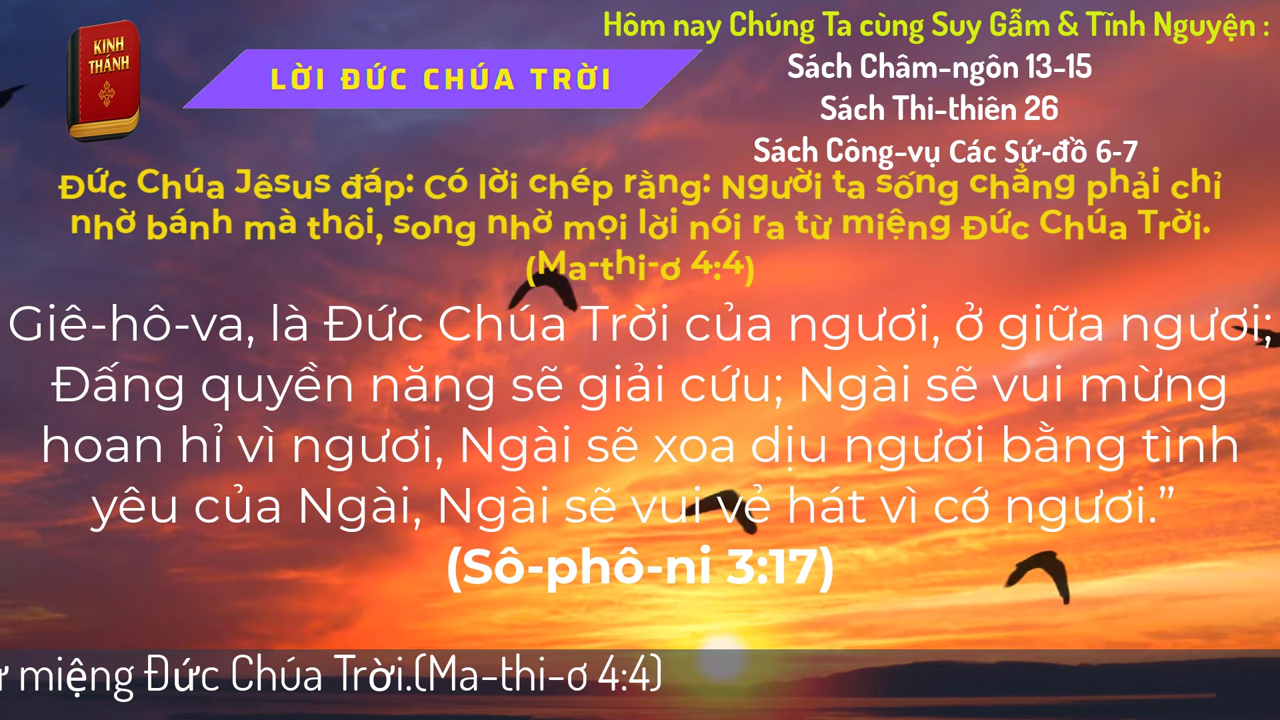 KINH
THÁNH
LỜI ĐỨC CHÚA TRỜI
Hôm nay Chúng Ta cùng Suy Gẫm & Tĩnh Nguyện :
Sách Châm-ngôn 13-15
Sách Thi-thiên 26
Sách Công-vụ Các Sứ-đồ 6-7
Đức Chúa Jêsus đáp: Có lời chép rằng: Người ta sống chẳng phải chỉ
nhờ bánh mà thôi, song nhờ mọi lời nói ra từ miệng Đức Chúa Trời.
(Ma-thi-ơ 4:4)
Giê-hô-va, là Đức Chúa Trời của ngươi, ở giữa ngươi;
Đấng quyền năng sẽ giải cứu; Ngài sẽ vui mừng
hoan hỉ vì ngươi, Ngài sẽ xoa dịu ngươi bằng tình
yêu của Ngài, Ngài sẽ vui vẻ hát vì cớ ngươi.”
(Sô-phô-ni 3:17)
miệng Đức Chúa Trời.(Ma-thi-ơ 4:4)